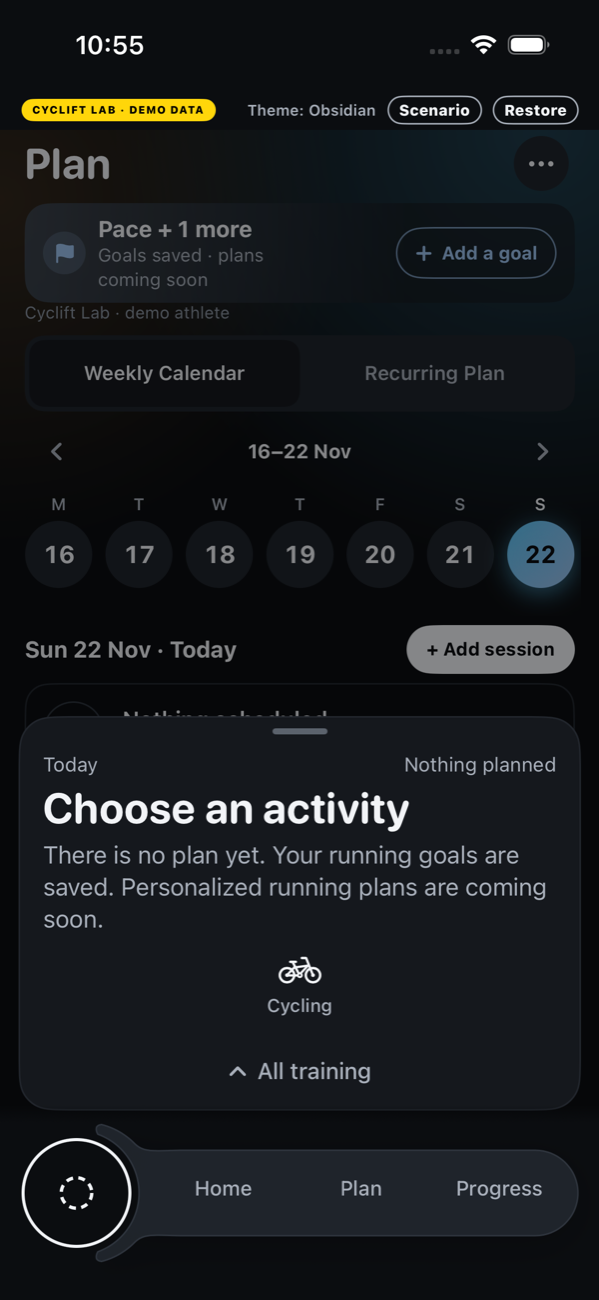 10:55
CYCLIFT LAB · DEMO DATA
Theme: Obsidian
Scenario
Restore
Plan
Pace + 1 more
Goals saved · plans
coming soon
+ Add a goal
Cyclift Lab · demo athlete
Weekly Calendar
Recurring Plan
16–22 Nov
M T W T F S S
16 17 18 19 20 21 22
Sun 22 Nov · Today
+ Add session
Nothing scheduled
Today
Nothing planned
Choose an activity
There is no plan yet. Your running goals are
saved. Personalized running plans are coming
soon.
Cycling
All training
Home
Plan
Progress